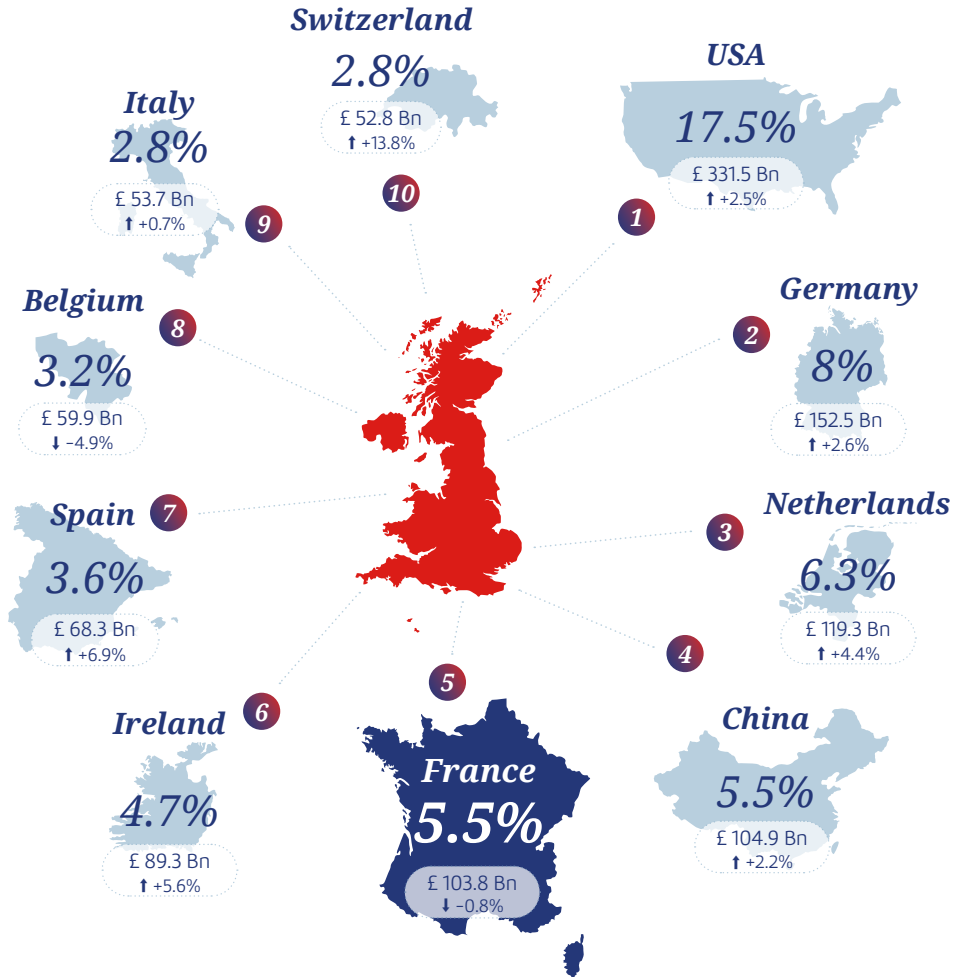 Switzerland
2.8%
£ 52.8 Bn
⬆ +13.8%
10
USA
17.5%
£ 331.5 Bn
⬆ +2.5%
1
Italy
2.8%
£ 53.7 Bn
⬆ +0.7%
9
Germany
8%
£ 152.5 Bn
⬆ +2.6%
2
Belgium
3.2%
£ 59.9 Bn
⬇ −4.9%
8
Netherlands
6.3%
£ 119.3 Bn
⬆ +4.4%
3
Spain
3.6%
£ 68.3 Bn
⬆ +6.9%
7
China
5.5%
£ 104.9 Bn
⬆ +2.2%
4
Ireland
4.7%
£ 89.3 Bn
⬆ +5.6%
6
5
France
5.5%
£ 103.8 Bn
⬇ −0.8%